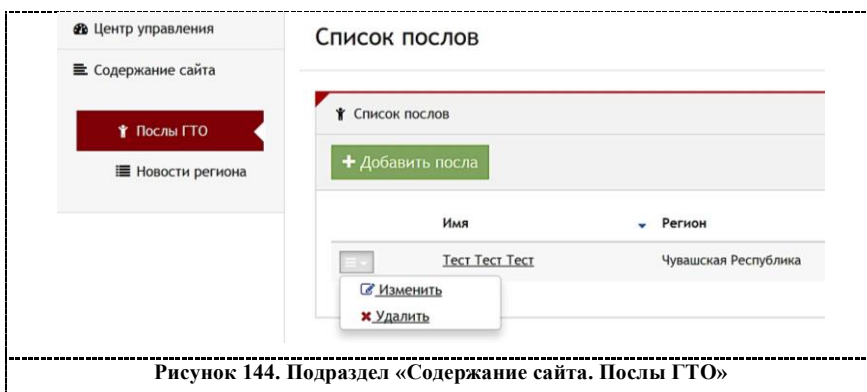 Центр управления
Содержание сайта
Послы ГТО
Новости региона
Список послов
Список послов
+ Добавить посла
Имя
Регион
Тест Тест Тест
Чувашская Республика
Изменить
Удалить
Рисунок 144. Подраздел «Содержание сайта. Послы ГТО»